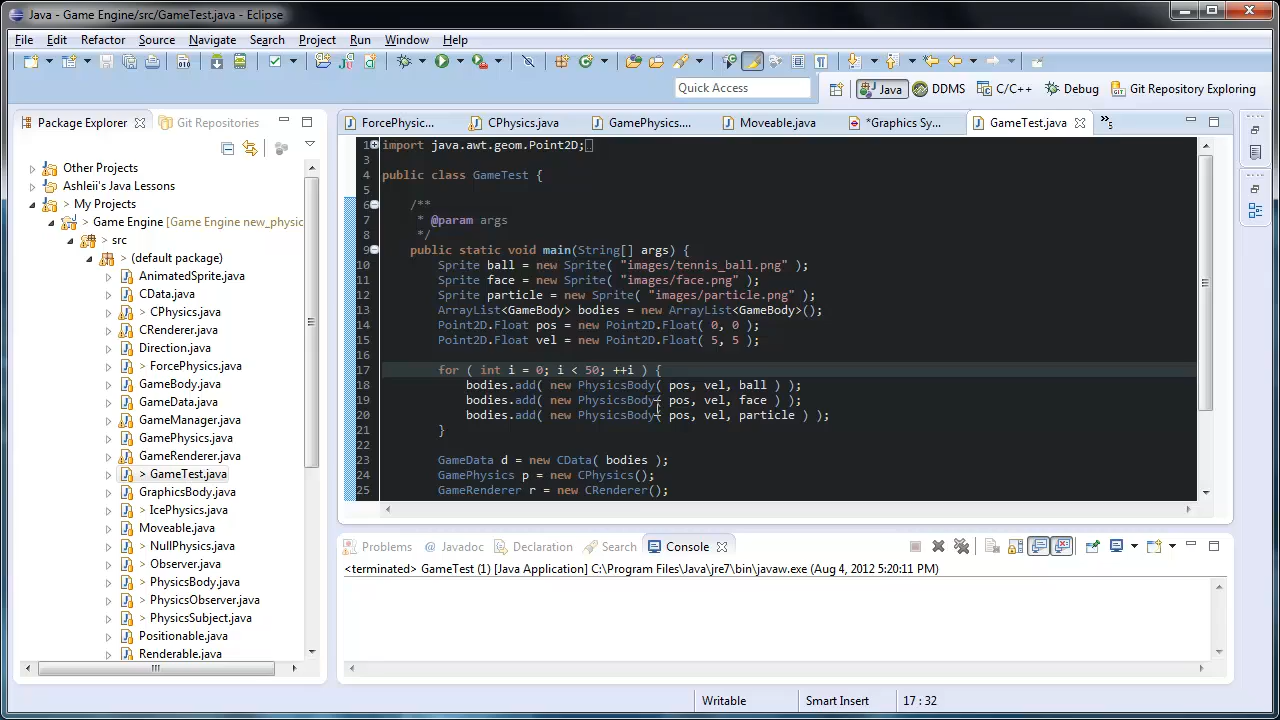 Java - Game Engine/src/GameTest.java - Eclipse
File Edit Refactor Source Navigate Search Project Run Window Help
Quick Access
Java DDMS C/C++ Debug Git Repository Exploring
Package Explorer Git Repositories
Other Projects
Ashleii's Java Lessons
> My Projects
> Game Engine [Game Engine new_physic
> src
> (default package)
AnimatedSprite.java
CData.java
> CPhysics.java
CRenderer.java
Direction.java
> ForcePhysics.java
GameBody.java
GameData.java
GameManager.java
GamePhysics.java
GameRenderer.java
> GameTest.java
GraphicsBody.java
> IcePhysics.java
Moveable.java
> NullPhysics.java
> Observer.java
> PhysicsBody.java
> PhysicsObserver.java
> PhysicsSubject.java
Positionable.java
Renderable.java
ForcePhysic... CPhysics.java GamePhysics.... Moveable.java *Graphics Sy... GameTest.java
1 import java.awt.geom.Point2D;
3
4 public class GameTest {
5
6 /**
7 * @param args
8 */
9 public static void main(String[] args) {
10 Sprite ball = new Sprite( "images/tennis_ball.png" );
11 Sprite face = new Sprite( "images/face.png" );
12 Sprite particle = new Sprite( "images/particle.png" );
13 ArrayList<GameBody> bodies = new ArrayList<GameBody>();
14 Point2D.Float pos = new Point2D.Float( 0, 0 );
15 Point2D.Float vel = new Point2D.Float( 5, 5 );
16
17 for ( int i = 0; i < 50; ++i ) {
18 bodies.add( new PhysicsBody( pos, vel, ball ) );
19 bodies.add( new PhysicsBody( pos, vel, face ) );
20 bodies.add( new PhysicsBody( pos, vel, particle ) );
21 }
22
23 GameData d = new CData( bodies );
24 GamePhysics p = new CPhysics();
25 GameRenderer r = new CRenderer();
Problems @ Javadoc Declaration Search Console
<terminated> GameTest (1) [Java Application] C:\Program Files\Java\jre7\bin\javaw.exe (Aug 4, 2012 5:20:11 PM)
Writable Smart Insert 17 : 32